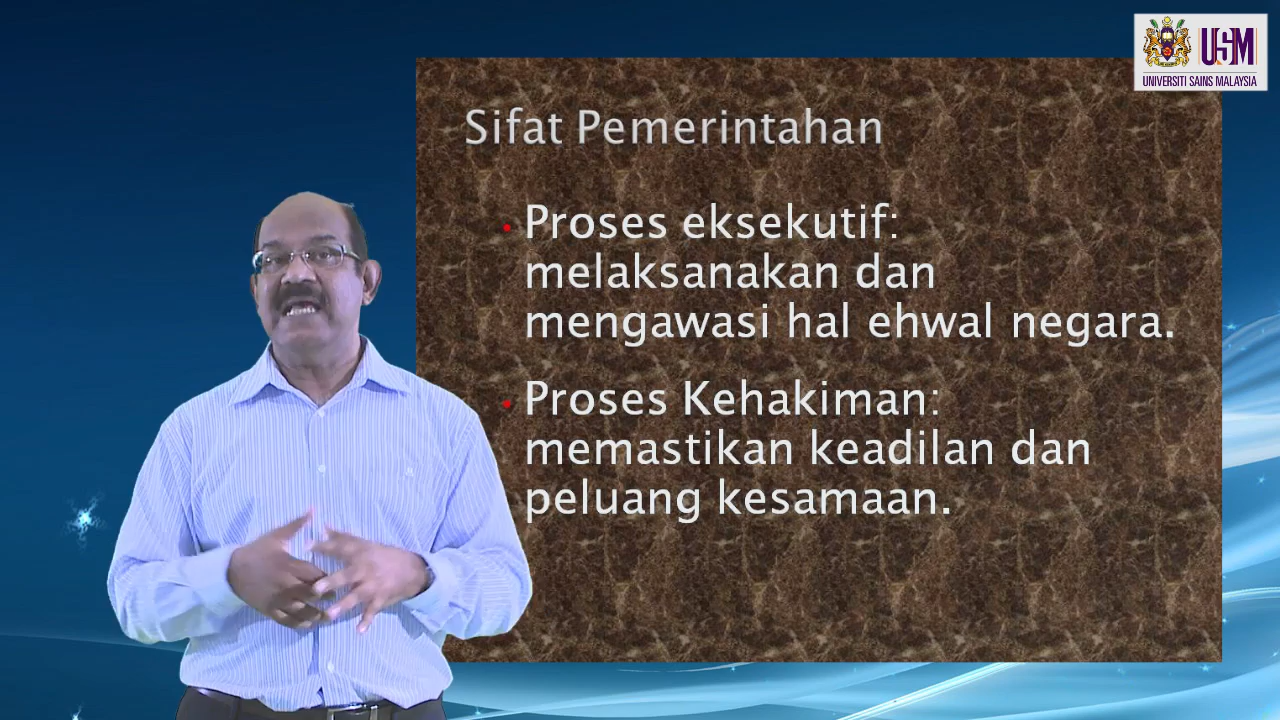 USM
UNIVERSITI SAINS MALAYSIA
Sifat Pemerintahan
• Proses eksekutif:
melaksanakan dan
mengawasi hal ehwal negara.
• Proses Kehakiman:
memastikan keadilan dan
peluang kesamaan.